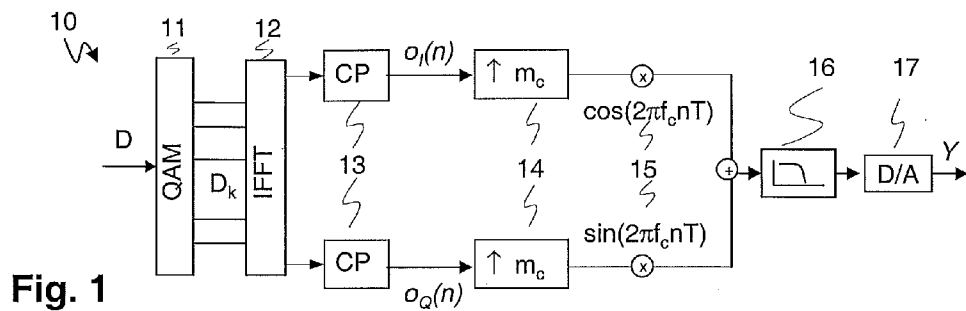 10
11
12
16
17
CP
o_I(n)
↑ m_c
x
cos(2πf_cnT)
D
QAM
D_k
IFFT
13
14
15
+
D/A
Y
sin(2πf_cnT)
CP
o_Q(n)
↑ m_c
x
Fig. 1